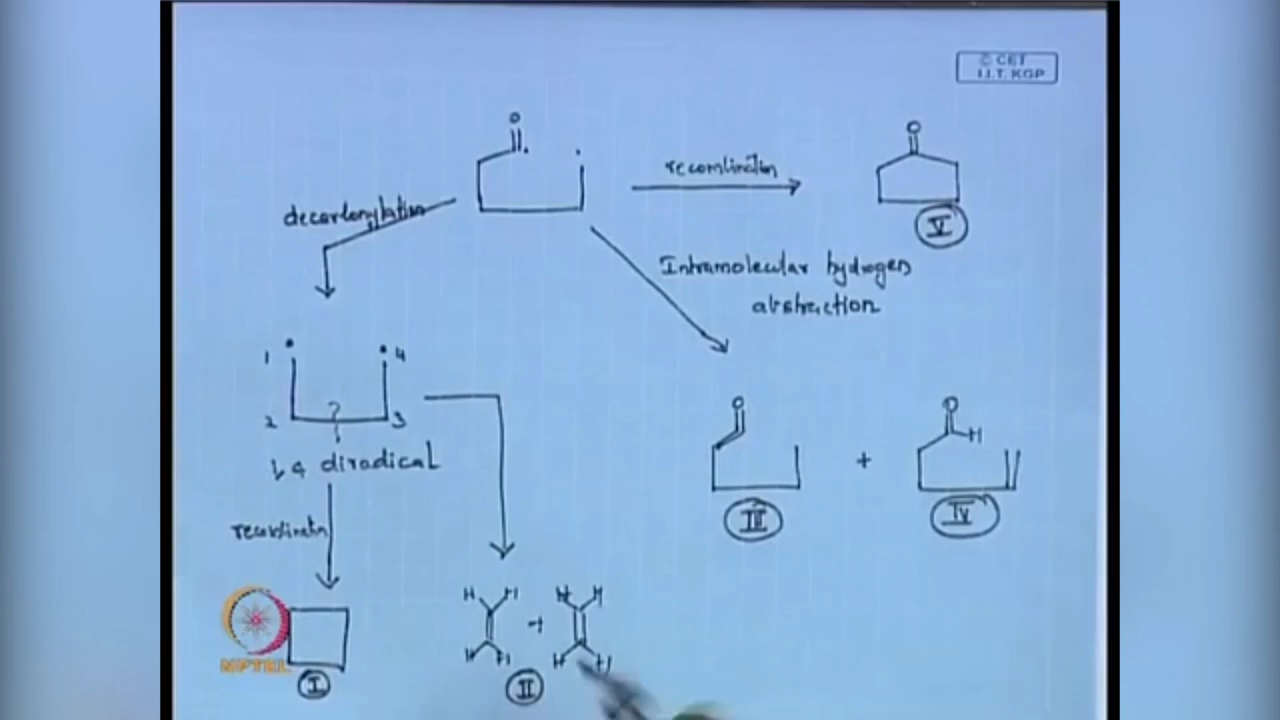 © CET
I.I.T. KGP
O
O
recombination
decarbonylation
V
Intramolecular hydrogen
abstraction
1 4
2 3
1,4 diradical
O
O
H
+
III
IV
recombination
H H
H H
+
H H
H H
NPTEL
I
II